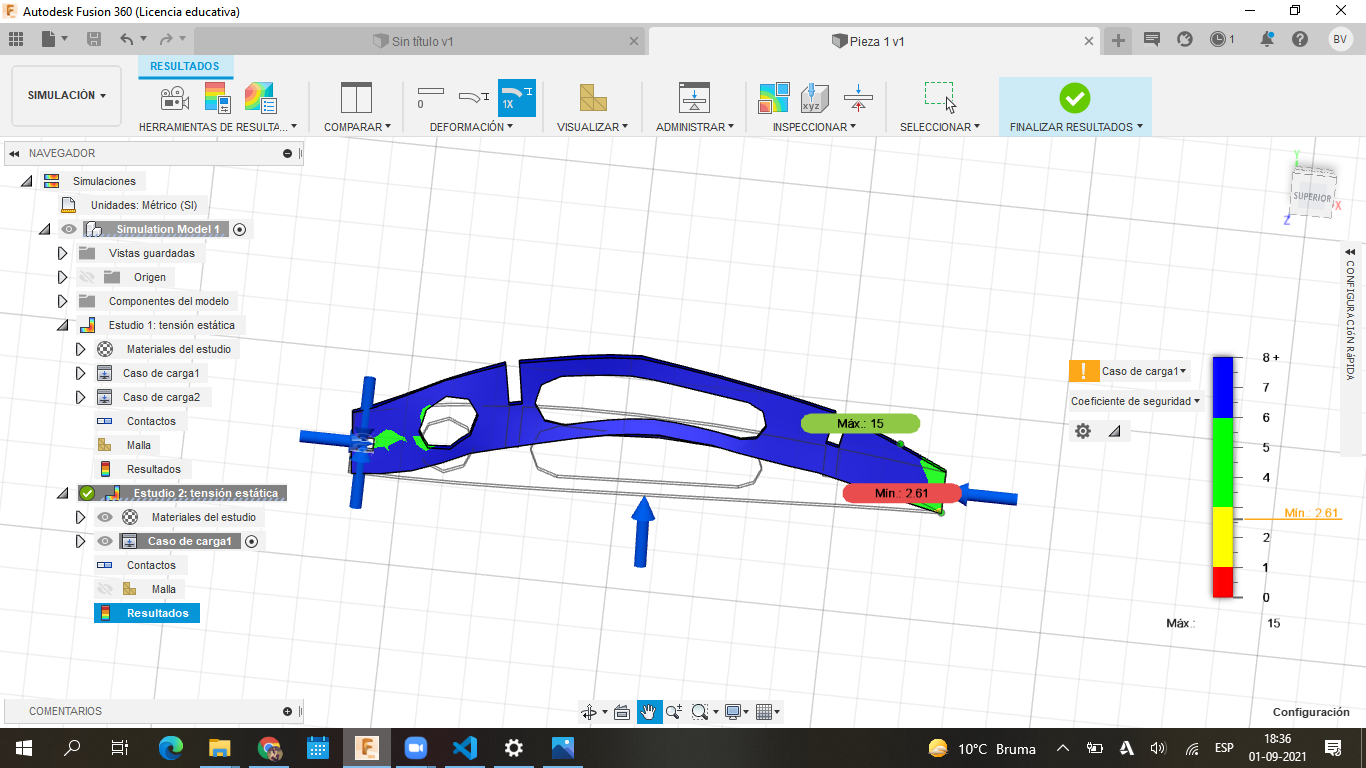 Autodesk Fusion 360 (Licencia educativa)
Sin título v1
Pieza 1 v1
1
BV
RESULTADOS
SIMULACIÓN
0
1X
xyz
HERRAMIENTAS DE RESULTA...
COMPARAR
DEFORMACIÓN
VISUALIZAR
ADMINISTRAR
INSPECCIONAR
SELECCIONAR
FINALIZAR RESULTADOS
NAVEGADOR
Simulaciones
Unidades: Métrico (SI)
Simulation Model 1
Vistas guardadas
Origen
Componentes del modelo
Estudio 1: tensión estática
Materiales del estudio
Caso de carga1
Caso de carga2
Contactos
Malla
Resultados
Estudio 2: tensión estática
Materiales del estudio
Caso de carga1
Contactos
Malla
Resultados
Máx.: 15
Mín.: 2.61
Y
SUPERIOR
X
Z
CONFIGURACIÓN RÁPIDA
Caso de carga1
Coeficiente de seguridad
8 +
7
6
5
4
Mín.: 2.61
2
1
0
Máx.: 15
COMENTARIOS
Configuración
10°C Bruma
ESP
18:36
01-09-2021